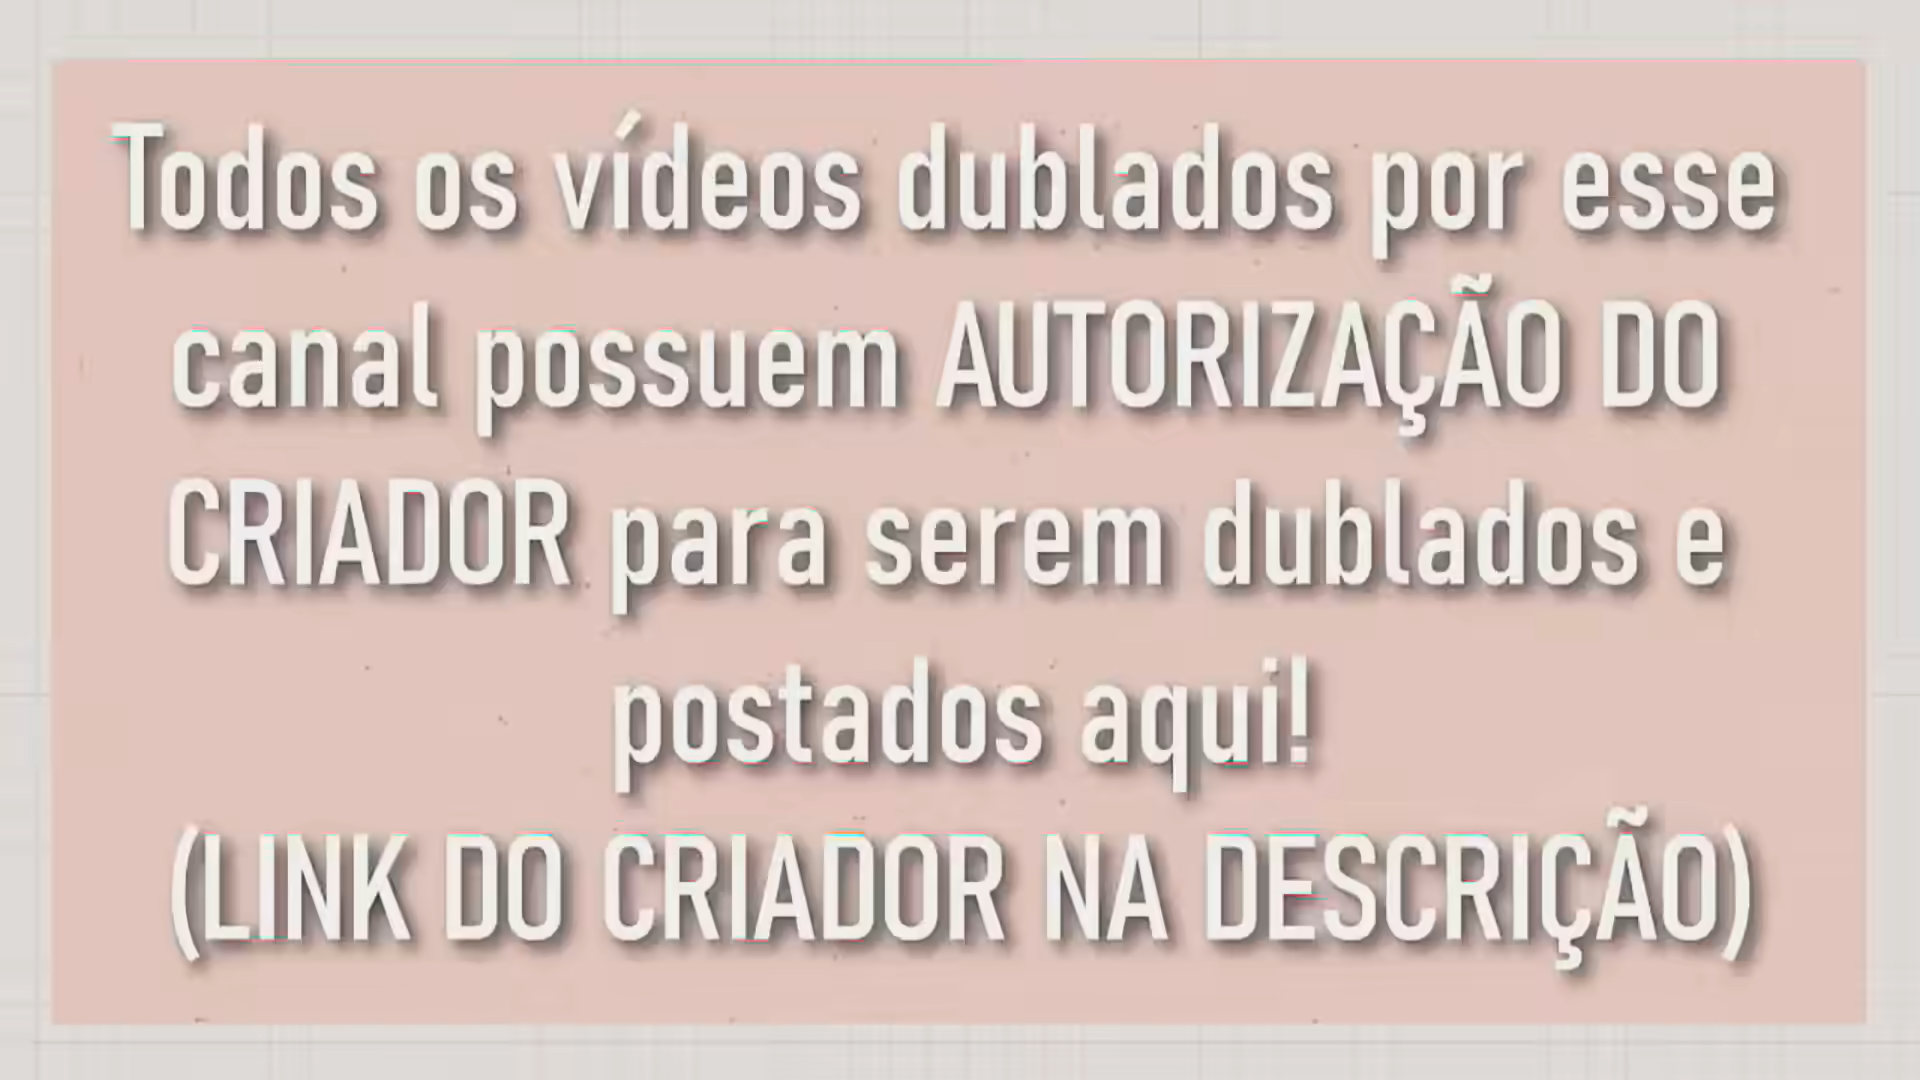 Todos os vídeos dublados por esse
canal possuem AUTORIZAÇÃO DO
CRIADOR para serem dublados e
postados aqui!
(LINK DO CRIADOR NA DESCRIÇÃO)